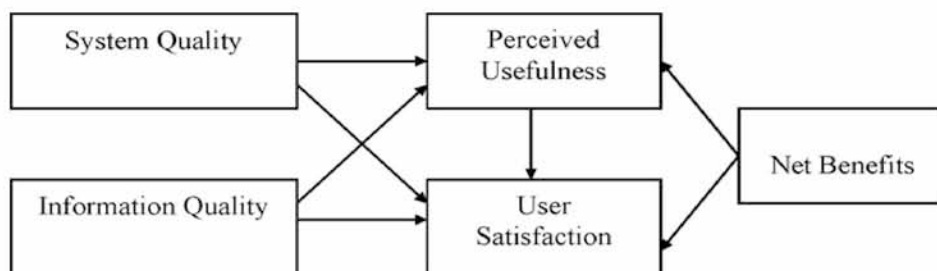 System Quality
Perceived
Usefulness
Net Benefits
Information Quality
User
Satisfaction